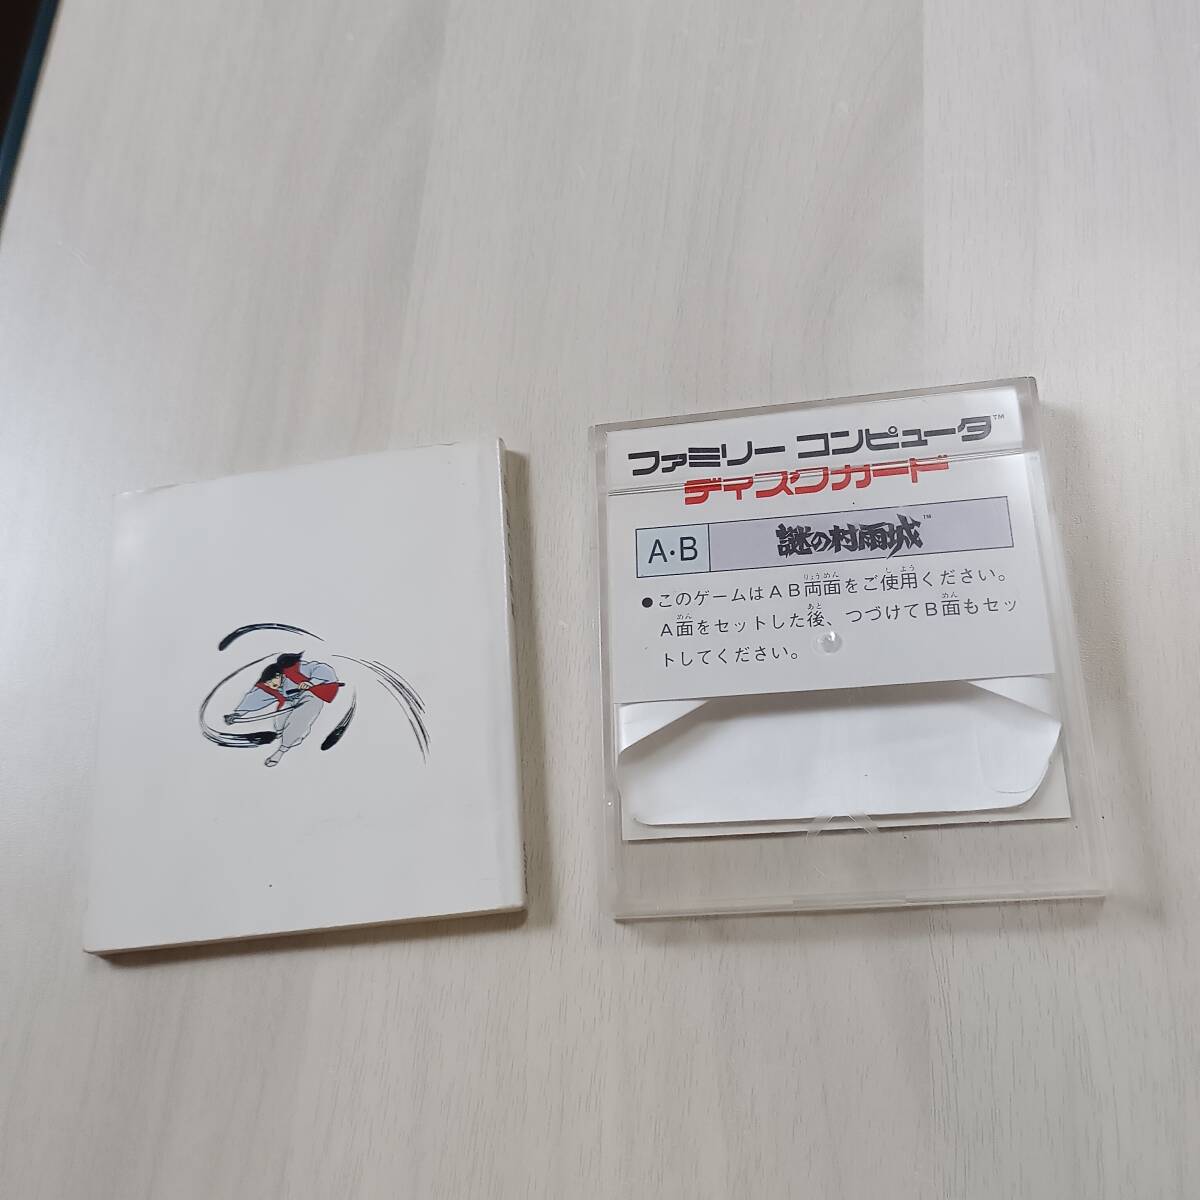 ファミリー コンピュータ™
ディスクカード
A・B 謎の村雨城™
●このゲームはＡＢ両面をご使用ください。
Ａ面をセットした後、つづけてＢ面もセッ
トしてください。